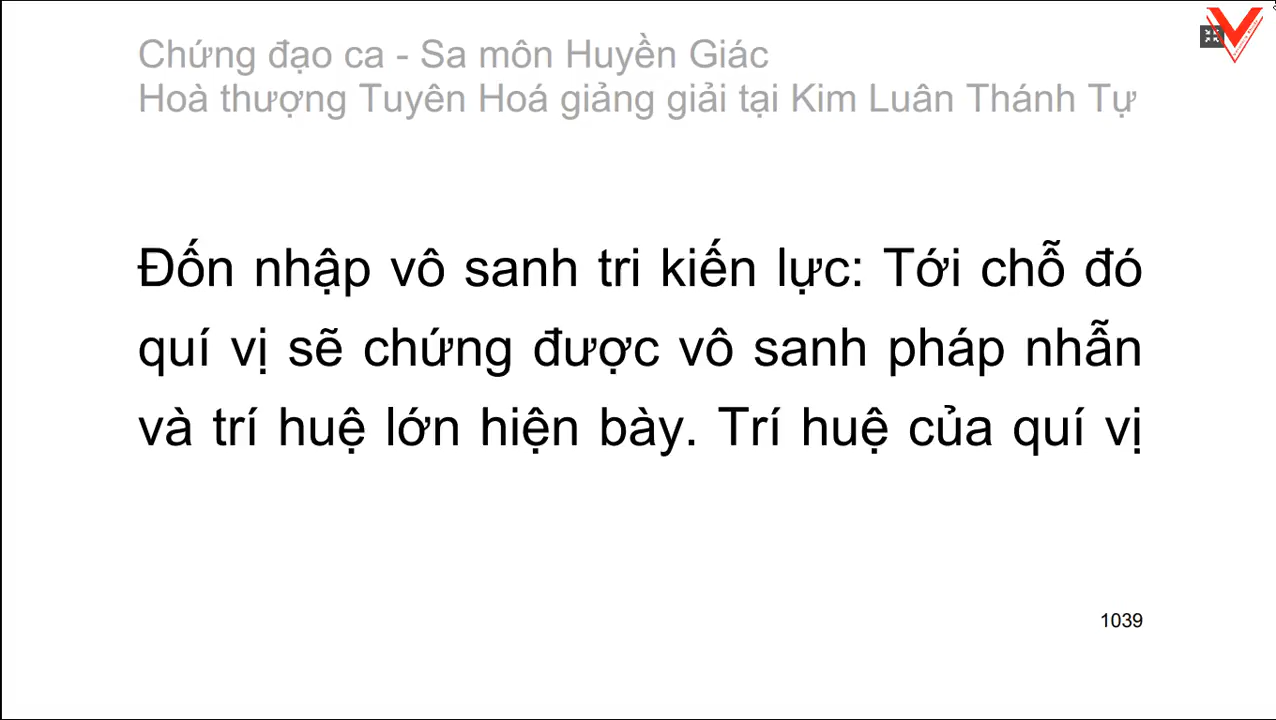 Chứng đạo ca - Sa môn Huyền Giác
Hoà thượng Tuyên Hoá giảng giải tại Kim Luân Thánh Tự
Đốn nhập vô sanh tri kiến lực: Tới chỗ đó
quí vị sẽ chứng được vô sanh pháp nhẫn
và trí huệ lớn hiện bày. Trí huệ của quí vị
1039